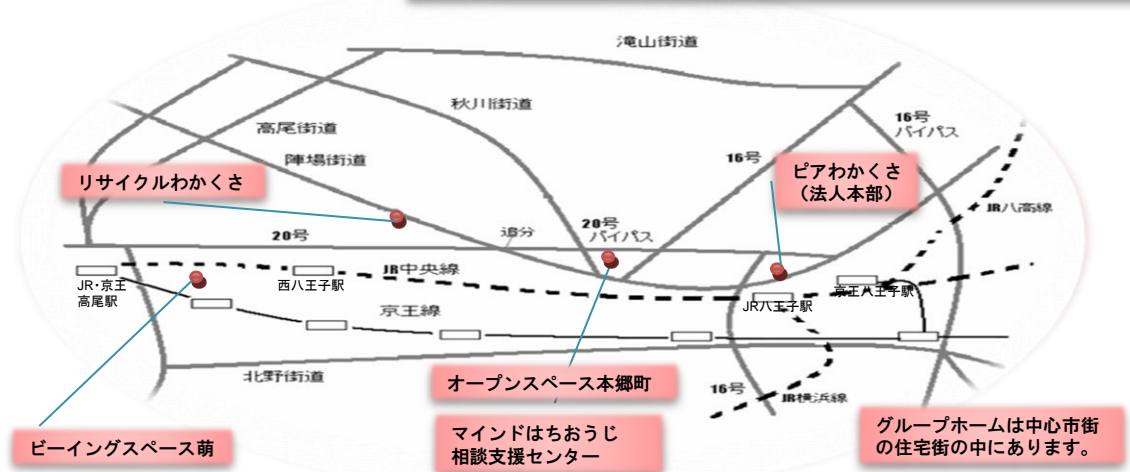 滝山街道
秋川街道
高尾街道
陣場街道
16号
バイパス
16号
リサイクルわかくさ
ピアわかくさ
(法人本部)
JR八高線
20号
追分
20号
バイパス
JR中央線
JR・京王
高尾駅
西八王子駅
京王八王子駅
JR八王子駅
京王線
北野街道
16号
JR横浜線
オープンスペース本郷町
ビーイングスペース萌
マインドはちおうじ
相談支援センター
グループホームは中心市街
の住宅街の中にあります。